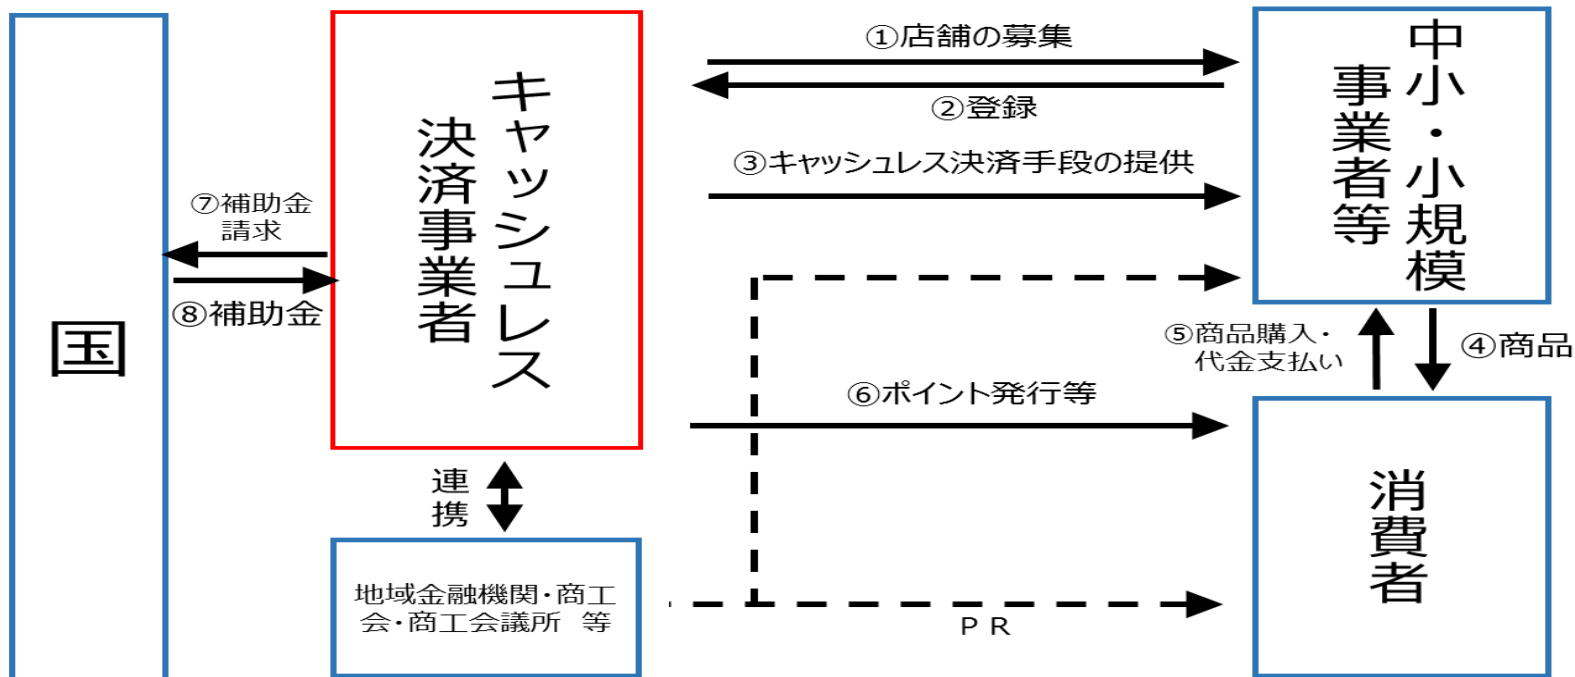 国
⑦補助金
請求
⑧補助金
キャッシュレス
決済事業者
連
携
地域金融機関・商工
会・商工会議所　等
①店舗の募集
②登録
③キャッシュレス決済手段の提供
⑥ポイント発行等
ＰＲ
中小・小規模
事業者等
⑤商品購入・
代金支払い
④商品
消費者